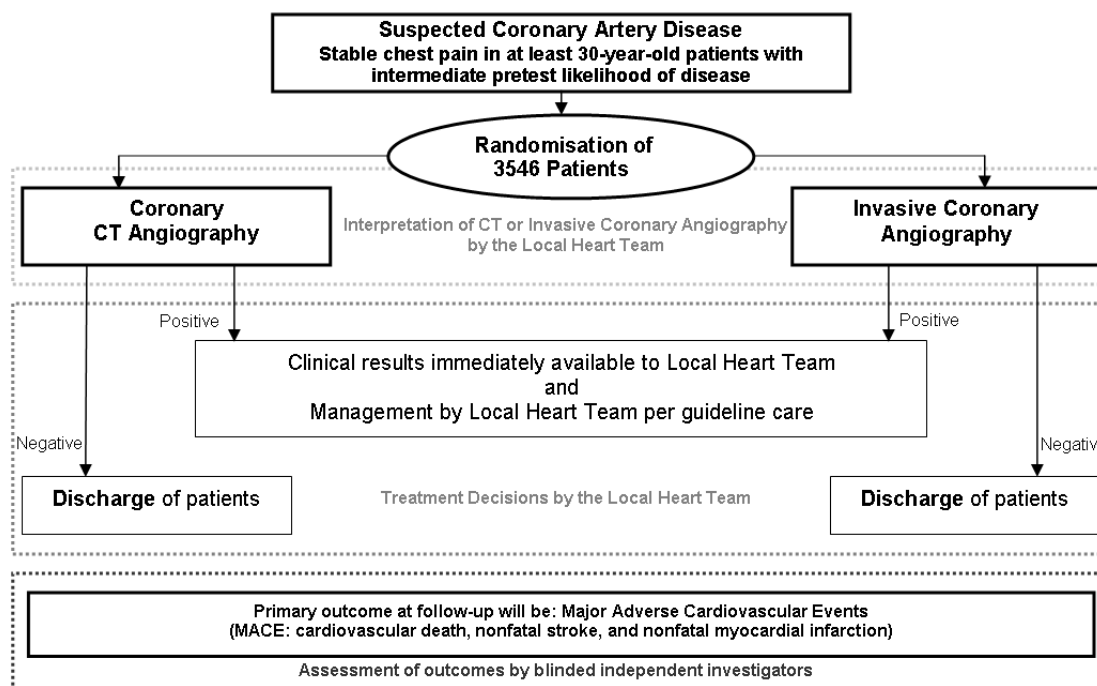 Suspected Coronary Artery Disease
Stable chest pain in at least 30-year-old patients with
intermediate pretest likelihood of disease
Randomisation of
3546 Patients
Coronary
CT Angiography
Interpretation of CT or Invasive Coronary Angiography
by the Local Heart Team
Invasive Coronary
Angiography
Positive
Positive
Clinical results immediately available to Local Heart Team
and
Management by Local Heart Team per guideline care
Negative
Negative
Discharge of patients
Treatment Decisions by the Local Heart Team
Discharge of patients
Primary outcome at follow-up will be: Major Adverse Cardiovascular Events
(MACE: cardiovascular death, nonfatal stroke, and nonfatal myocardial infarction)
Assessment of outcomes by blinded independent investigators